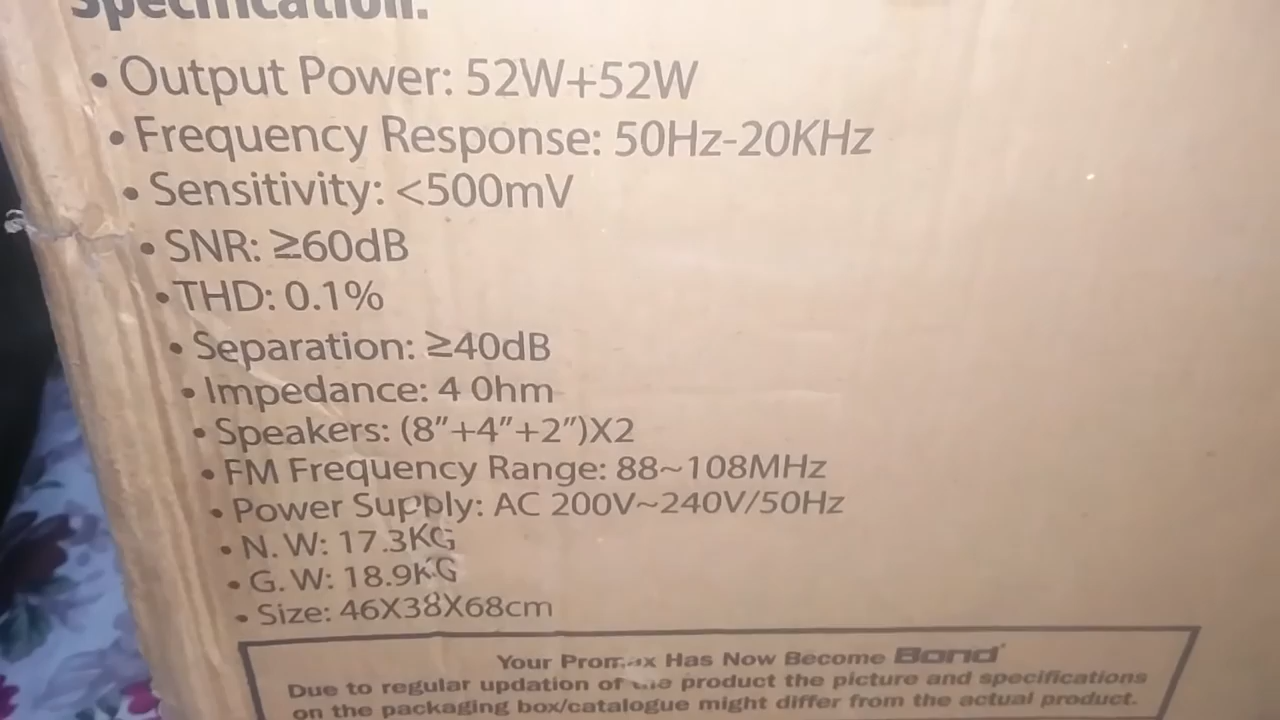 Specification:
• Output Power: 52W+52W
• Frequency Response: 50Hz-20KHz
• Sensitivity: <500mV
• SNR: ≥60dB
• THD: 0.1%
• Separation: ≥40dB
• Impedance: 4 Ohm
• Speakers: (8”+4”+2”)X2
• FM Frequency Range: 88~108MHz
• Power Supply: AC 200V~240V/50Hz
• N. W: 17.3KG
• G. W: 18.9KG
• Size: 46X38X68cm
Your Promax Has Now Become Bond
Due to regular updation of the product the picture and specifications
on the packaging box/catalogue might differ from the actual product.